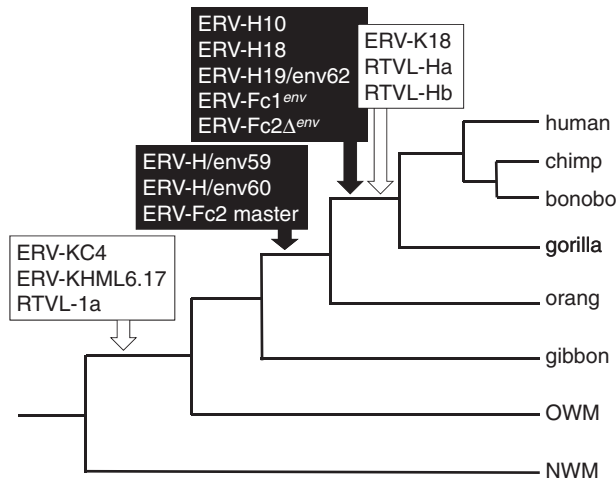 ERV-H10
ERV-H18
ERV-H19/env62
ERV-Fc1env
ERV-Fc2Δenv
ERV-K18
RTVL-Ha
RTVL-Hb
ERV-H/env59
ERV-H/env60
ERV-Fc2 master
ERV-KC4
ERV-KHML6.17
RTVL-1a
human
chimp
bonobo
gorilla
orang
gibbon
OWM
NWM